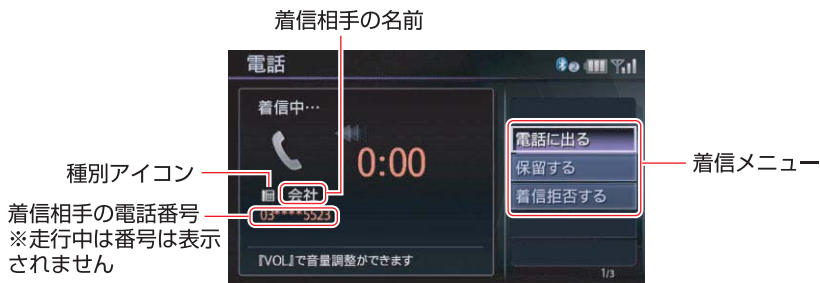 着信相手の名前
電話
着信中…
0:00
電話に出る
保留する
着信拒否する
着信メニュー
種別アイコン
会社
着信相手の電話番号
※走行中は番号は表示
されません
03****5523
『VOL』で音量調整ができます
1/3